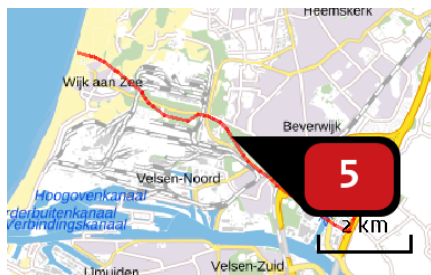 Heemskerk
Wijk aan Zee
Beverwijk
5
Velsen-Noord
Hoogovenkanaal
rderbuitenkanaal
Verbindingskanaal
2 km
IJmuiden
Velsen-Zuid